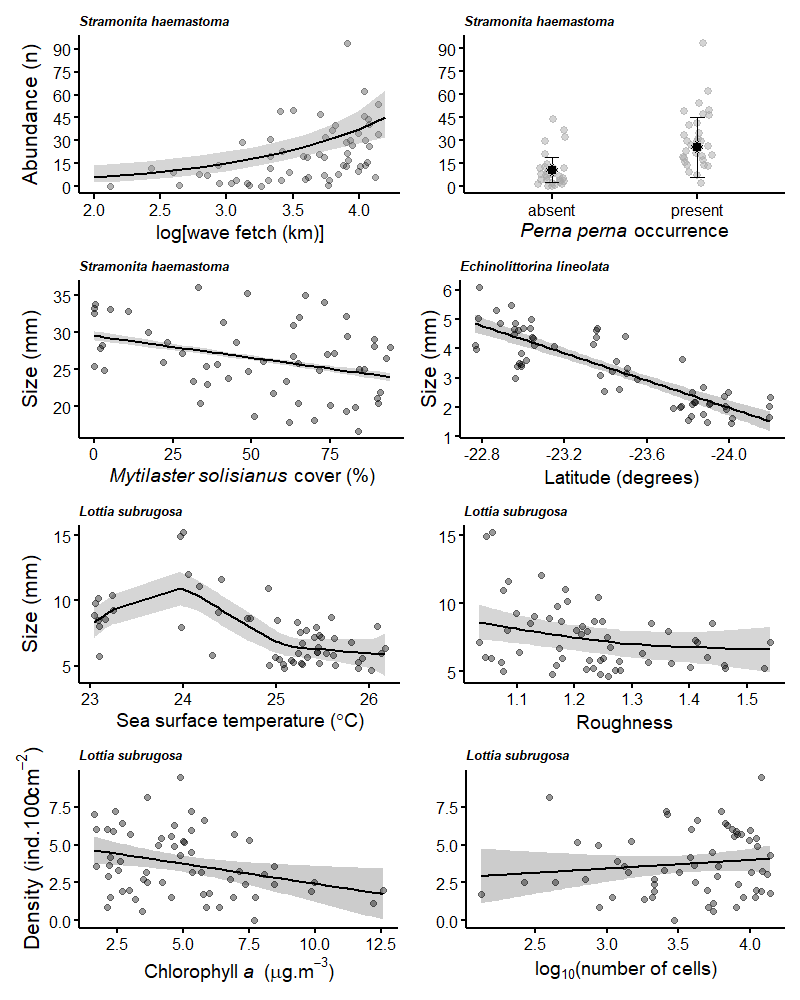 Stramonita haemastoma
Abundance (n)
90
75
60
45
30
15
0
2.0 2.5 3.0 3.5 4.0
log[wave fetch (km)]
Stramonita haemastoma
90
75
60
45
30
15
0
absent present
Perna perna occurrence
Stramonita haemastoma
Size (mm)
35
30
25
20
0 25 50 75
Mytilaster solisianus cover (%)
Echinolittorina lineolata
Size (mm)
6
5
4
3
2
1
-22.8 -23.2 -23.6 -24.0
Latitude (degrees)
Lottia subrugosa
Size (mm)
15
10
5
23 24 25 26
Sea surface temperature (°C)
Lottia subrugosa
15
10
5
1.1 1.2 1.3 1.4 1.5
Roughness
Lottia subrugosa
Density (ind.100cm⁻²)
7.5
5.0
2.5
0.0
2.5 5.0 7.5 10.0 12.5
Chlorophyll a (µg.m⁻³)
Lottia subrugosa
7.5
5.0
2.5
0.0
2.5 3.0 3.5 4.0
log₁₀(number of cells)